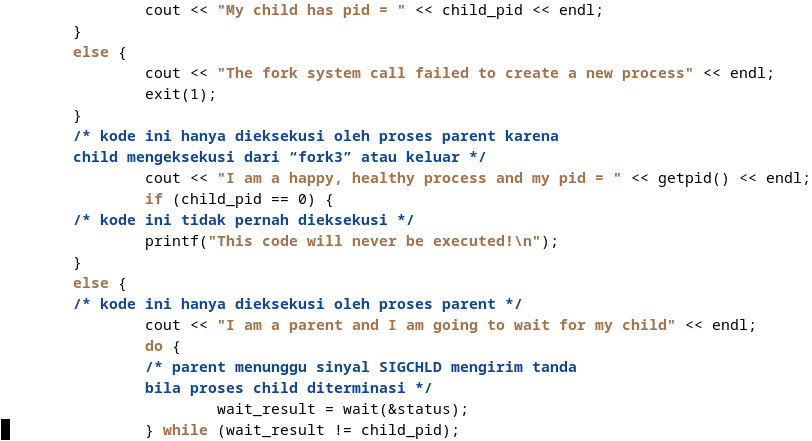 cout << "My child has pid = " << child_pid << endl;
}
else {
cout << "The fork system call failed to create a new process" << endl;
exit(1);
}
/* kode ini hanya dieksekusi oleh proses parent karena
child mengeksekusi dari “fork3” atau keluar */
cout << "I am a happy, healthy process and my pid = " << getpid() << endl;
if (child_pid == 0) {
/* kode ini tidak pernah dieksekusi */
printf("This code will never be executed!\n");
}
else {
/* kode ini hanya dieksekusi oleh proses parent */
cout << "I am a parent and I am going to wait for my child" << endl;
do {
/* parent menunggu sinyal SIGCHLD mengirim tanda
bila proses child diterminasi */
wait_result = wait(&status);
} while (wait_result != child_pid);